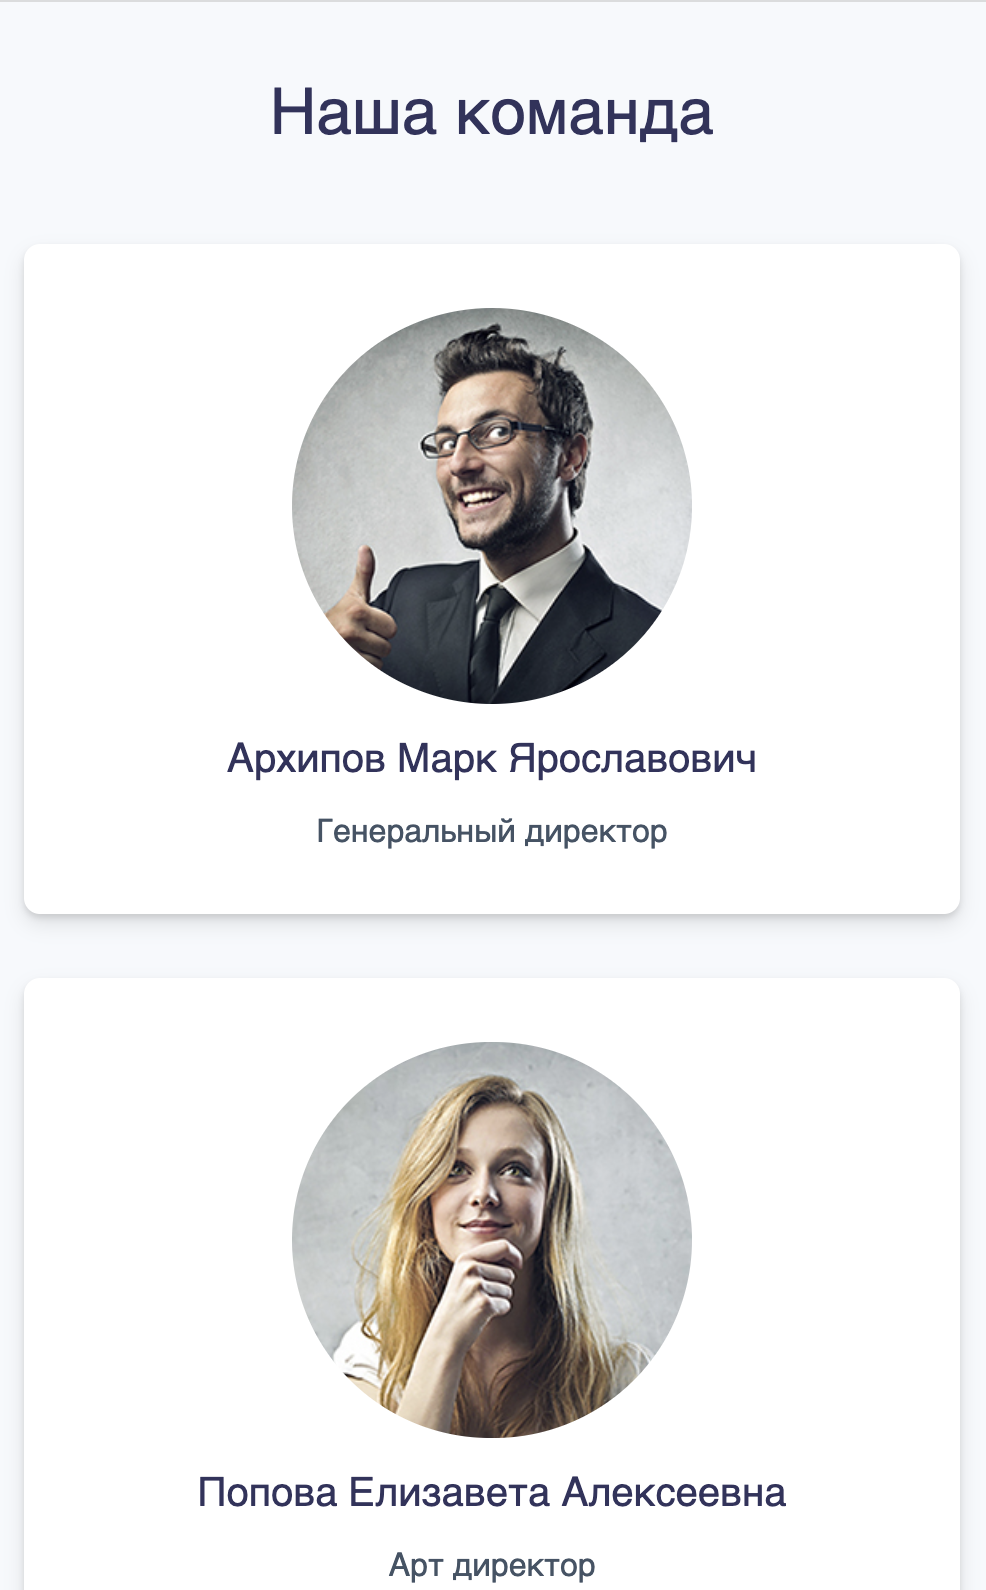 Наша команда
Архипов Марк Ярославович
Генеральный директор
Попова Елизавета Алексеевна
Арт директор